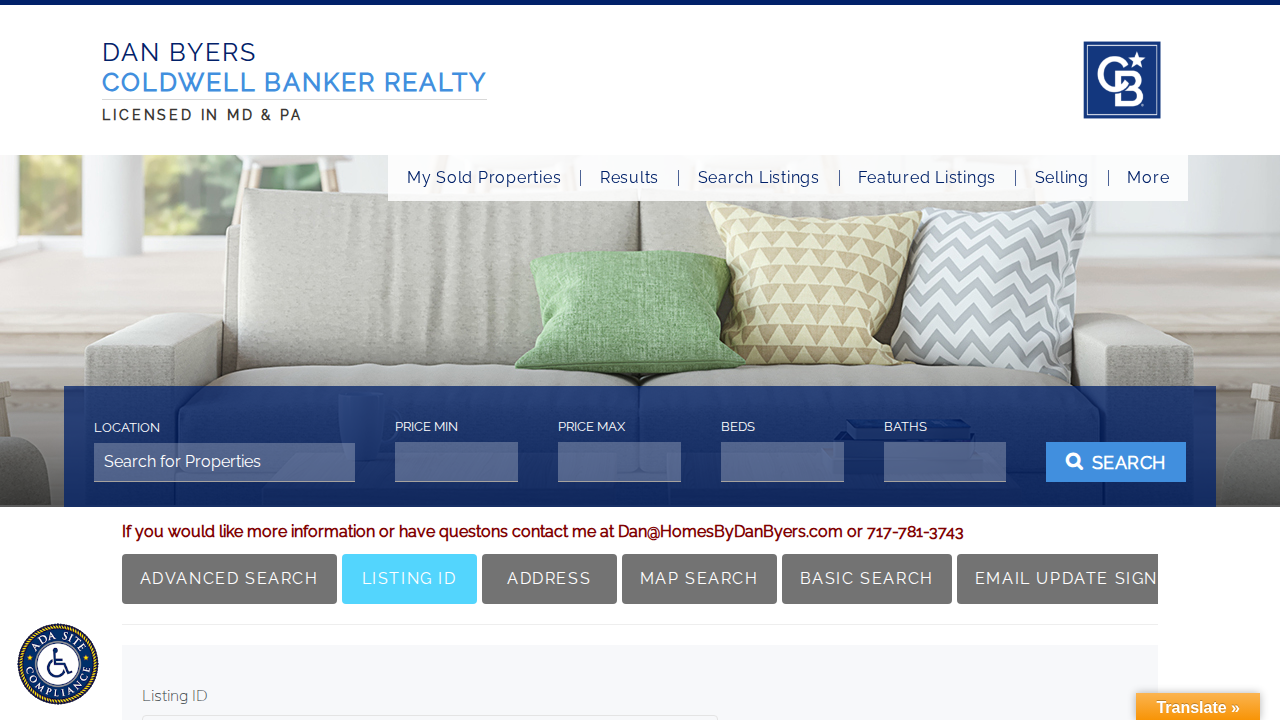 DAN BYERS
COLDWELL BANKER REALTY
LICENSED IN MD & PA
CB
My Sold Properties | Results | Search Listings | Featured Listings | Selling | More
LOCATION PRICE MIN PRICE MAX BEDS BATHS
Search for Properties SEARCH
If you would like more information or have questons contact me at Dan@HomesByDanByers.com or 717-781-3743
ADVANCED SEARCH LISTING ID ADDRESS MAP SEARCH BASIC SEARCH EMAIL UPDATE SIGN
ADA SITE COMPLIANCE
Listing ID
Translate »